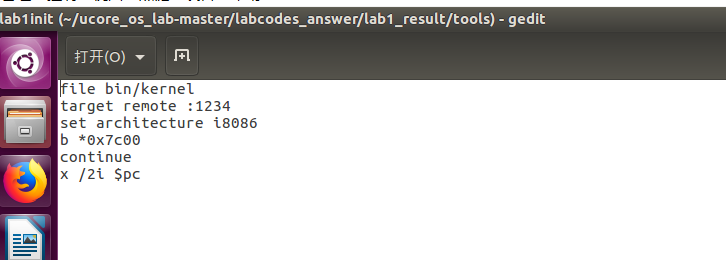 lab1init (~/ucore_os_lab-master/labcodes_answer/lab1_result/tools) - gedit
打开(O)
file bin/kernel
target remote :1234
set architecture i8086
b *0x7c00
continue
x /2i $pc